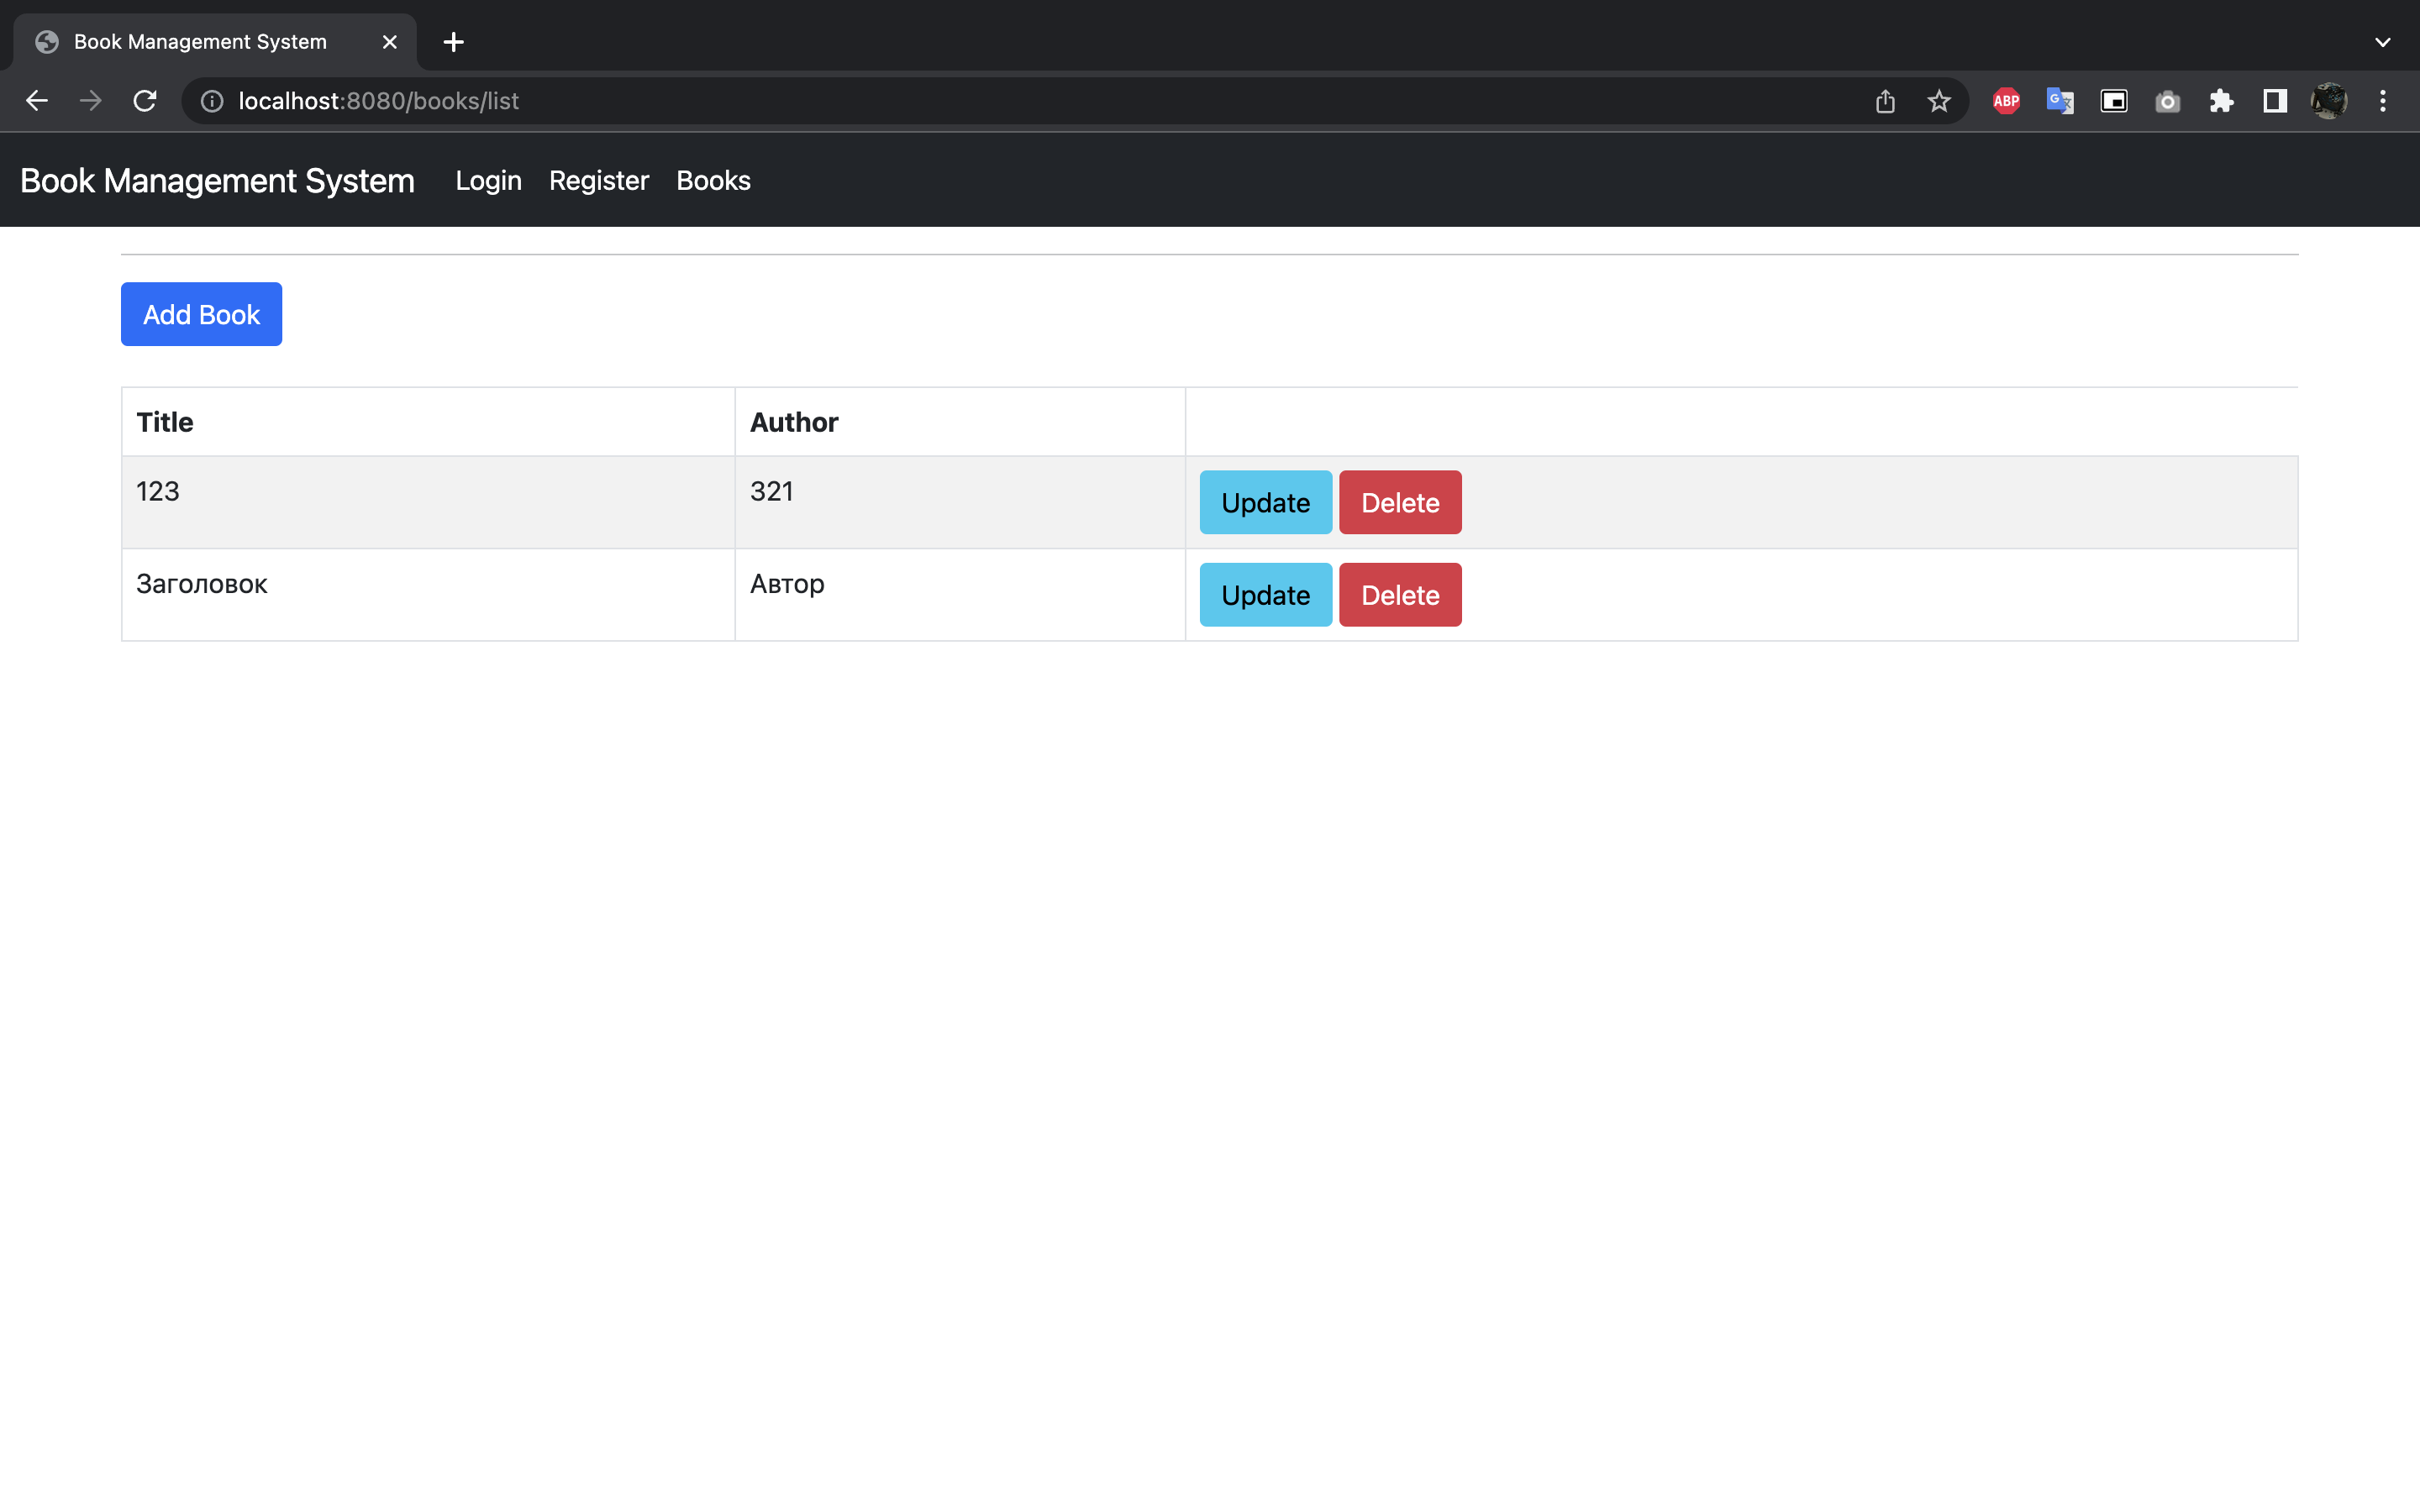 Book Management System
localhost:8080/books/list
ABP
G
Book Management System Login Register Books
Add Book
Title Author
123 321 Update Delete
Заголовок Автор Update Delete